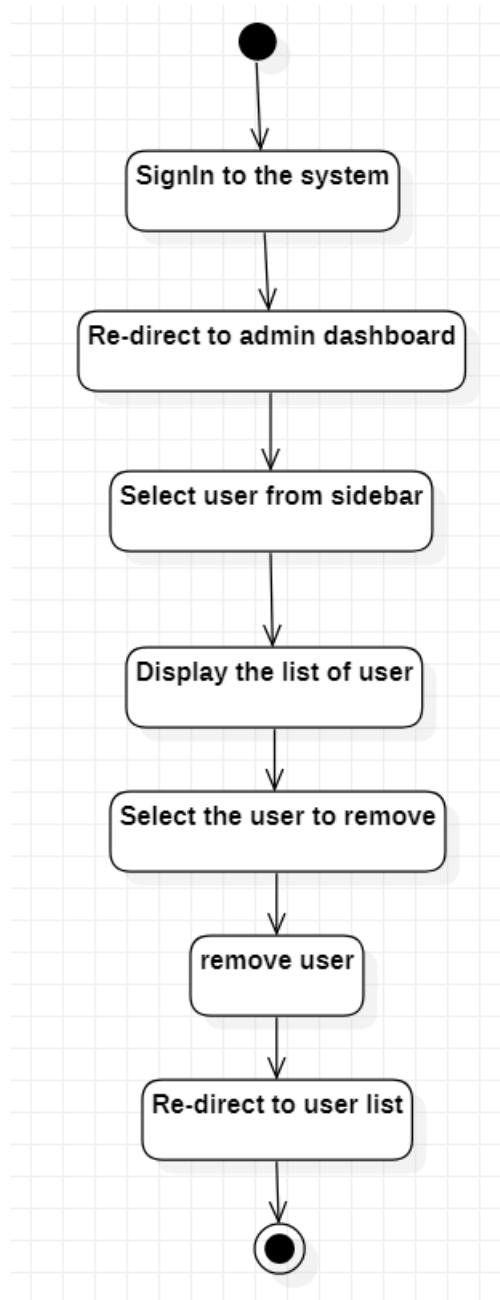 SignIn to the system
Re-direct to admin dashboard
Select user from sidebar
Display the list of user
Select the user to remove
remove user
Re-direct to user list